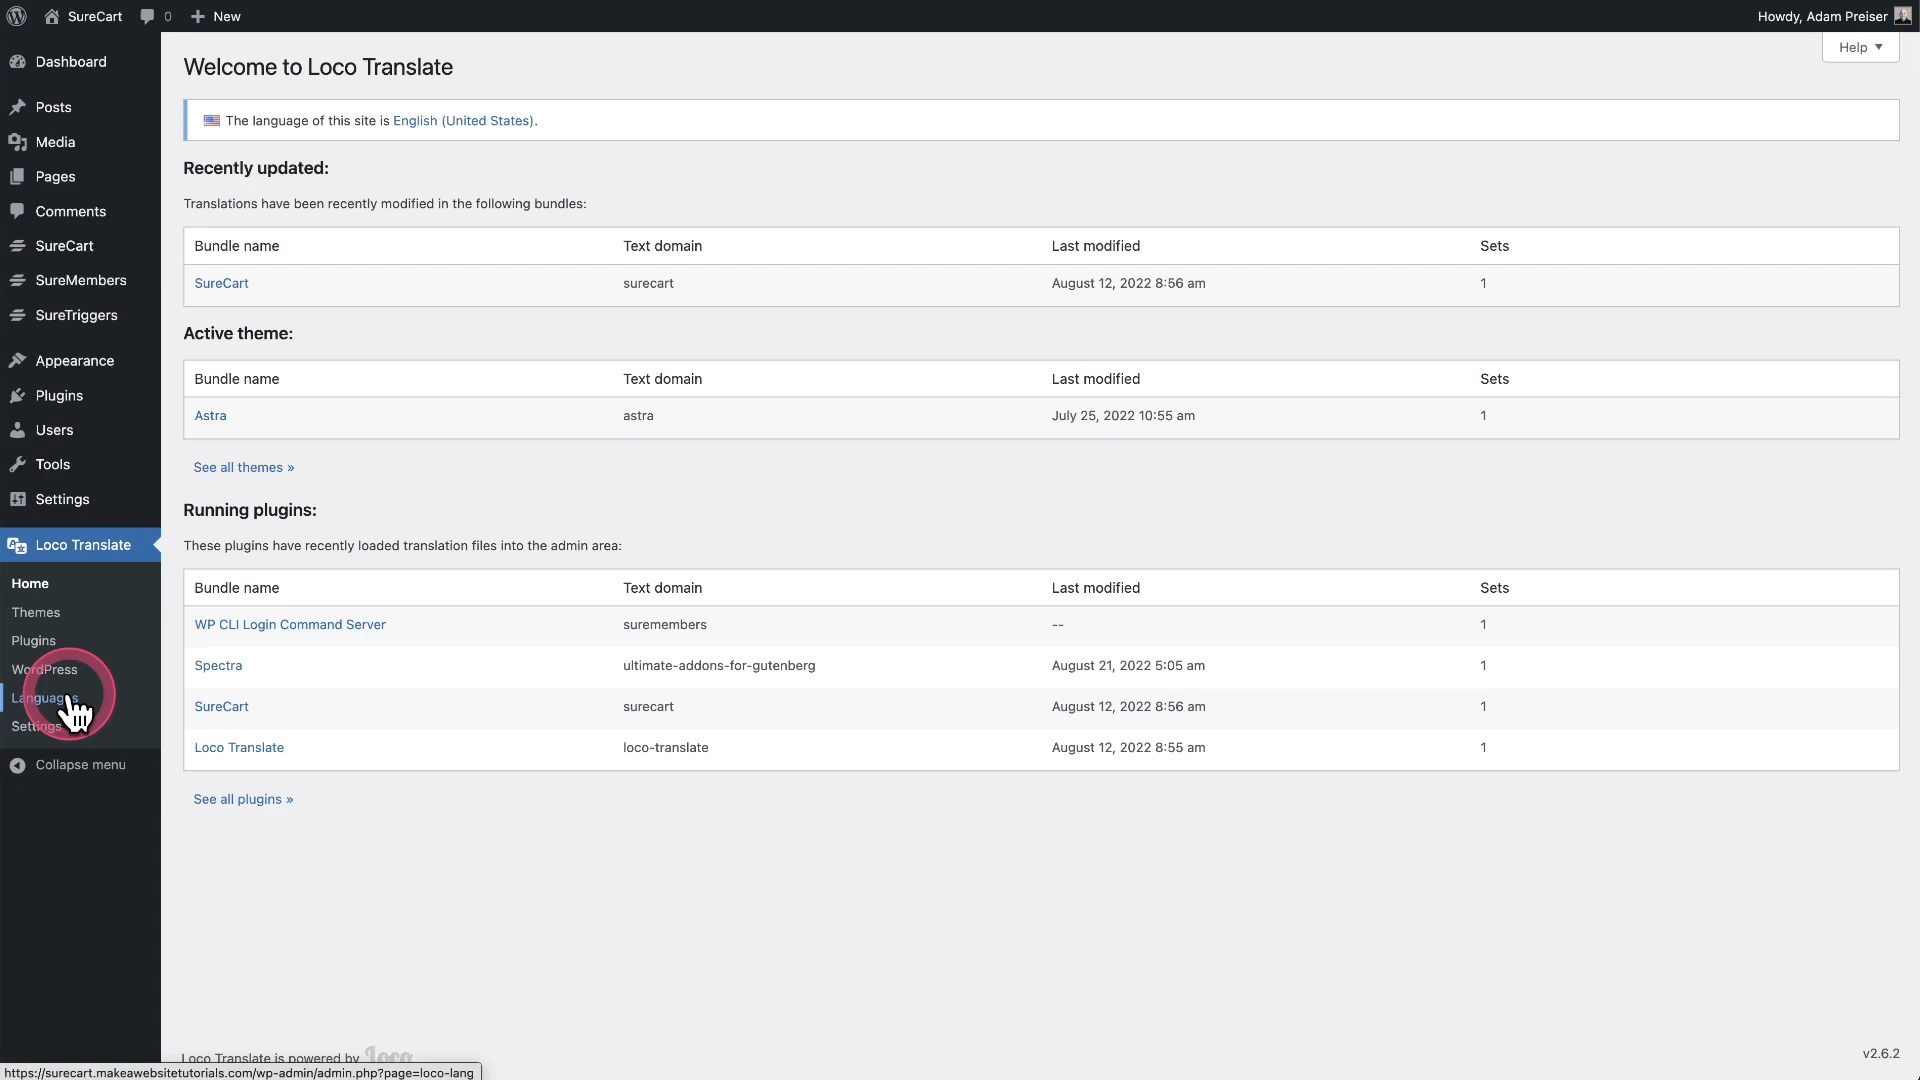 SureCart 0 New Howdy, Adam Preiser
Help
Dashboard
Posts
Media
Pages
Comments
SureCart
SureMembers
SureTriggers
Appearance
Plugins
Users
Tools
Settings
Loco Translate
Home
Themes
Plugins
WordPress
Languages
Settings
Collapse menu
Welcome to Loco Translate
The language of this site is English (United States).
Recently updated:
Translations have been recently modified in the following bundles:
Bundle name Text domain Last modified Sets
SureCart surecart August 12, 2022 8:56 am 1
Active theme:
Bundle name Text domain Last modified Sets
Astra astra July 25, 2022 10:55 am 1
See all themes »
Running plugins:
These plugins have recently loaded translation files into the admin area:
Bundle name Text domain Last modified Sets
WP CLI Login Command Server suremembers -- 1
Spectra ultimate-addons-for-gutenberg August 21, 2022 5:05 am 1
SureCart surecart August 12, 2022 8:56 am 1
Loco Translate loco-translate August 12, 2022 8:55 am 1
See all plugins »
Loco Translate is powered by Loco
v2.6.2
https://surecart.makeawebsitetutorials.com/wp-admin/admin.php?page=loco-lang